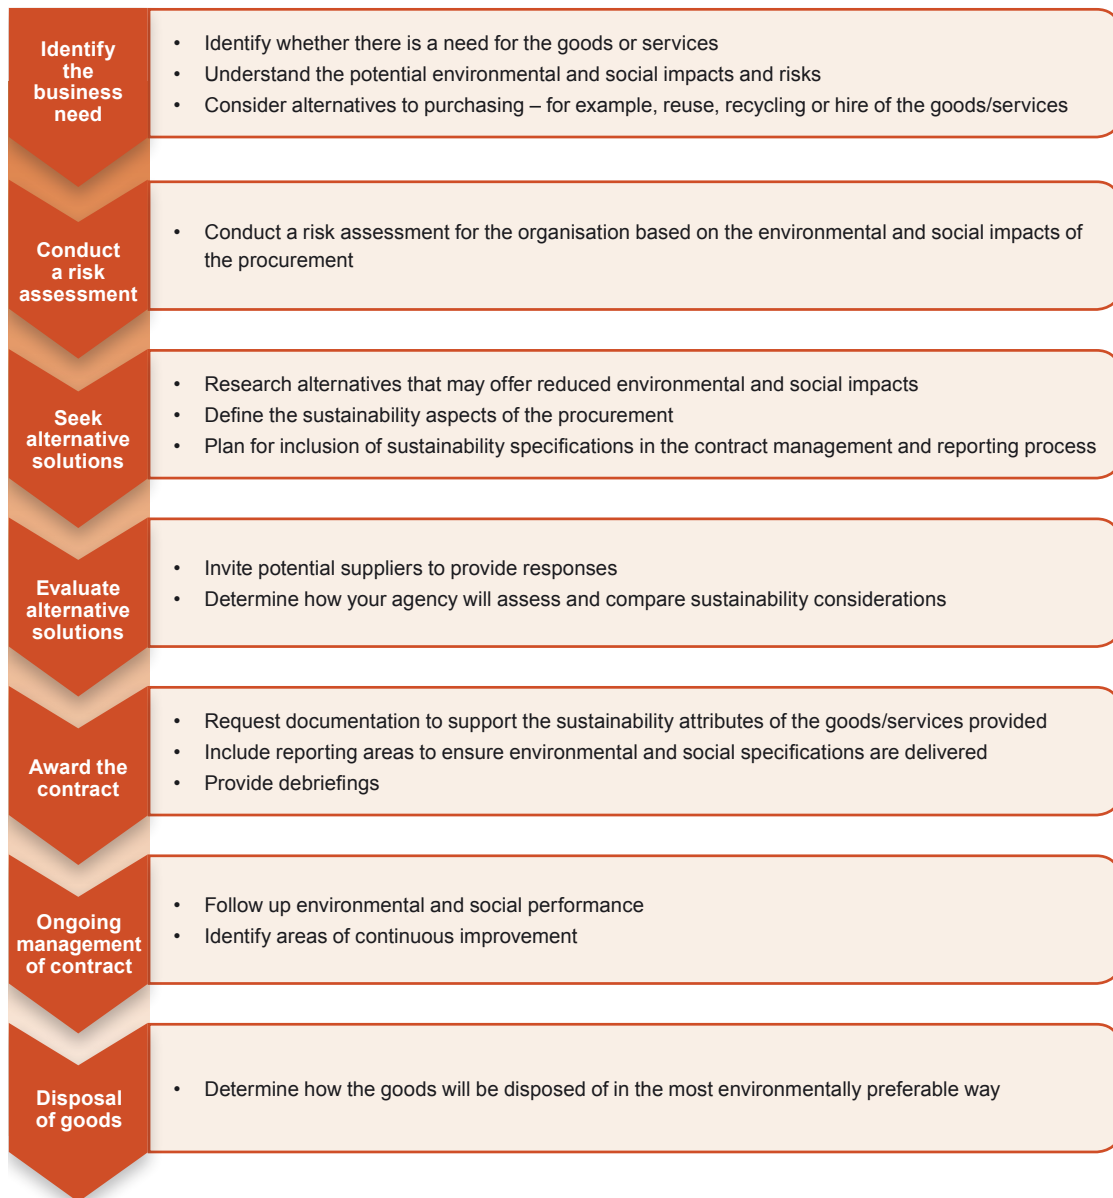 Identify
the
business
need
• Identify whether there is a need for the goods or services
• Understand the potential environmental and social impacts and risks
• Consider alternatives to purchasing – for example, reuse, recycling or hire of the goods/services
Conduct
a risk
assessment
• Conduct a risk assessment for the organisation based on the environmental and social impacts of
the procurement
Seek
alternative
solutions
• Research alternatives that may offer reduced environmental and social impacts
• Define the sustainability aspects of the procurement
• Plan for inclusion of sustainability specifications in the contract management and reporting process
Evaluate
alternative
solutions
• Invite potential suppliers to provide responses
• Determine how your agency will assess and compare sustainability considerations
Award the
contract
• Request documentation to support the sustainability attributes of the goods/services provided
• Include reporting areas to ensure environmental and social specifications are delivered
• Provide debriefings
Ongoing
management
of contract
• Follow up environmental and social performance
• Identify areas of continuous improvement
Disposal
of goods
• Determine how the goods will be disposed of in the most environmentally preferable way